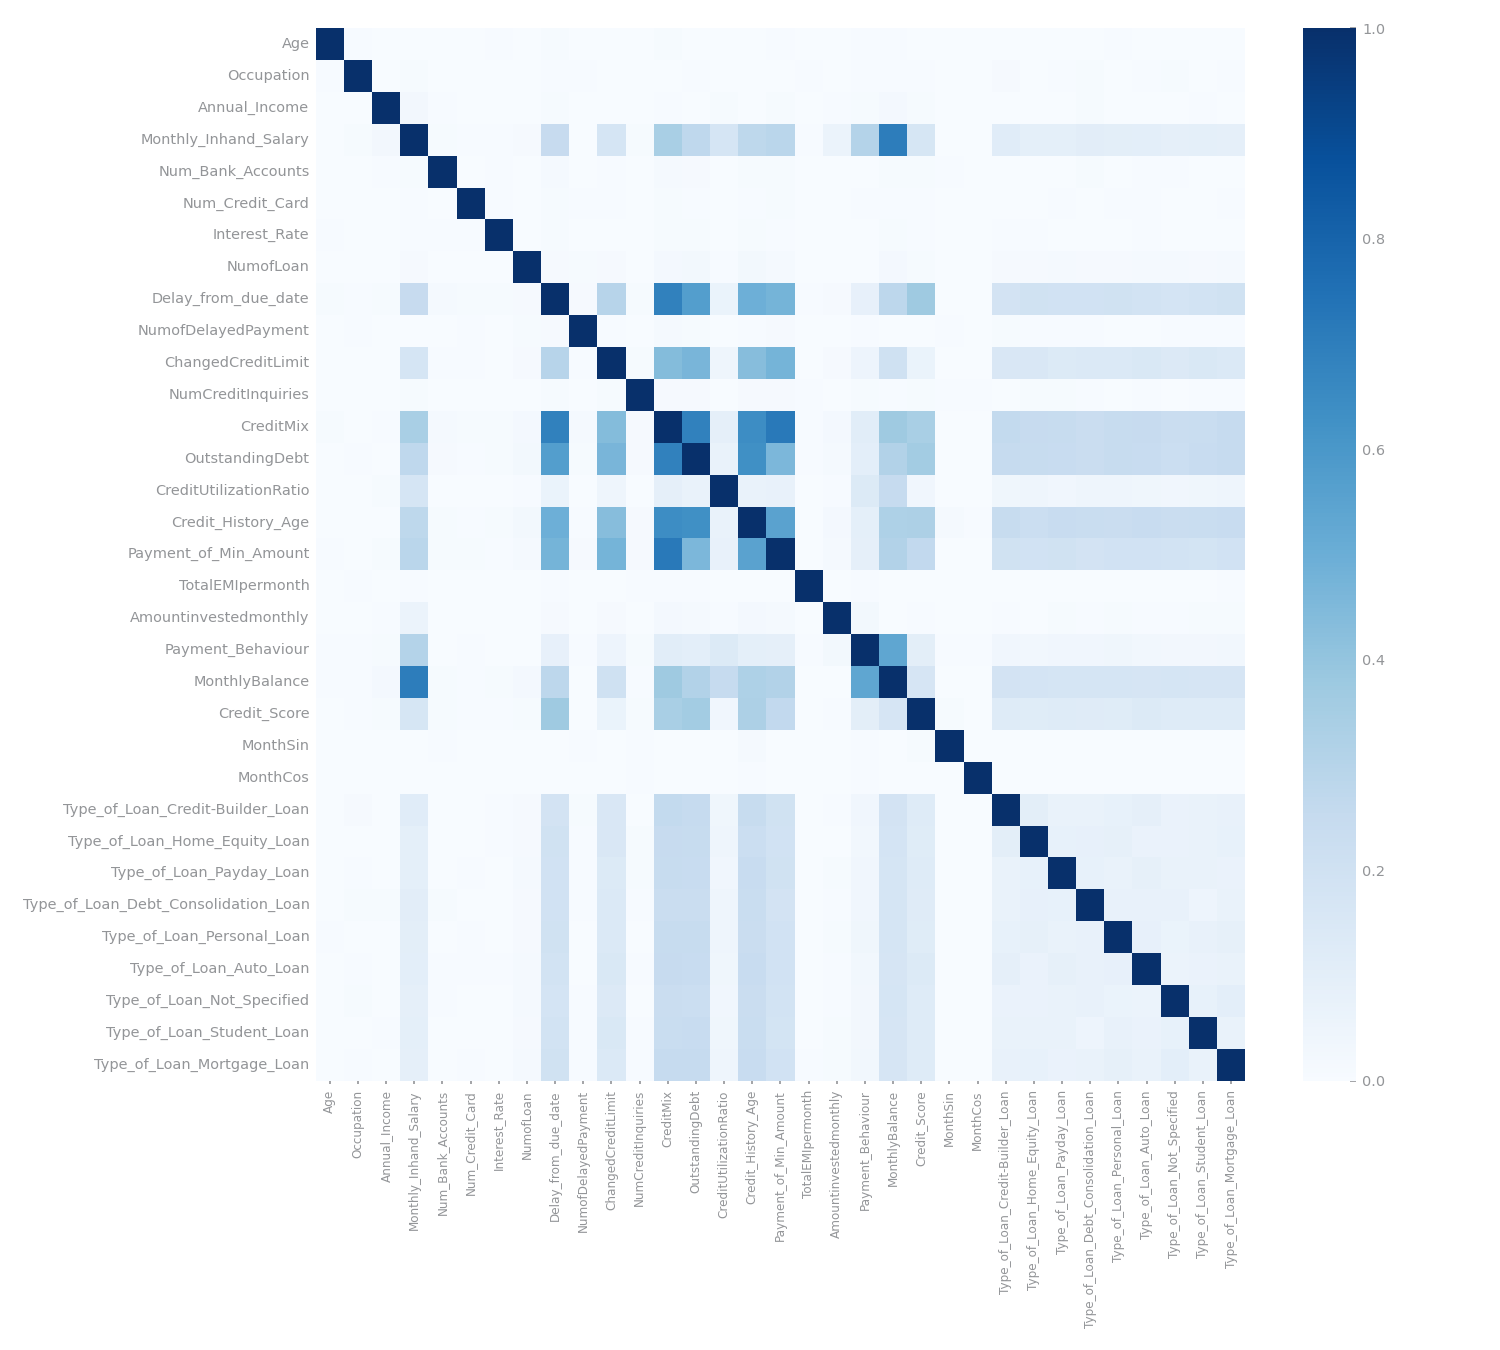 Age
Occupation
Annual_Income
Monthly_Inhand_Salary
Num_Bank_Accounts
Num_Credit_Card
Interest_Rate
NumofLoan
Delay_from_due_date
NumofDelayedPayment
ChangedCreditLimit
NumCreditInquiries
CreditMix
OutstandingDebt
CreditUtilizationRatio
Credit_History_Age
Payment_of_Min_Amount
TotalEMIpermonth
Amountinvestedmonthly
Payment_Behaviour
MonthlyBalance
Credit_Score
MonthSin
MonthCos
Type_of_Loan_Credit-Builder_Loan
Type_of_Loan_Home_Equity_Loan
Type_of_Loan_Payday_Loan
Type_of_Loan_Debt_Consolidation_Loan
Type_of_Loan_Personal_Loan
Type_of_Loan_Auto_Loan
Type_of_Loan_Not_Specified
Type_of_Loan_Student_Loan
Type_of_Loan_Mortgage_Loan
Age
Occupation
Annual_Income
Monthly_Inhand_Salary
Num_Bank_Accounts
Num_Credit_Card
Interest_Rate
NumofLoan
Delay_from_due_date
NumofDelayedPayment
ChangedCreditLimit
NumCreditInquiries
CreditMix
OutstandingDebt
CreditUtilizationRatio
Credit_History_Age
Payment_of_Min_Amount
TotalEMIpermonth
Amountinvestedmonthly
Payment_Behaviour
MonthlyBalance
Credit_Score
MonthSin
MonthCos
Type_of_Loan_Credit-Builder_Loan
Type_of_Loan_Home_Equity_Loan
Type_of_Loan_Payday_Loan
Type_of_Loan_Debt_Consolidation_Loan
Type_of_Loan_Personal_Loan
Type_of_Loan_Auto_Loan
Type_of_Loan_Not_Specified
Type_of_Loan_Student_Loan
Type_of_Loan_Mortgage_Loan
1.0
0.8
0.6
0.4
0.2
0.0